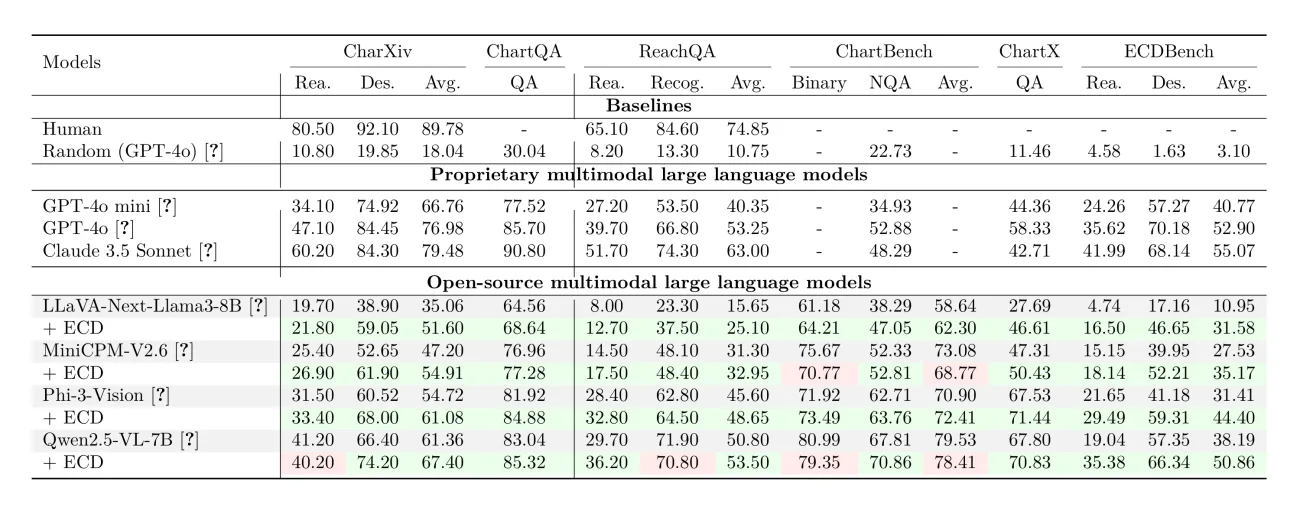 Models CharXiv ChartQA ReachQA ChartBench ChartX ECDBench
Rea. Des. Avg. QA Rea. Recog. Avg. Binary NQA Avg. QA Rea. Des. Avg.
Baselines
Human 80.50 92.10 89.78 - 65.10 84.60 74.85 - - - - - - -
Random (GPT-4o) [?] 10.80 19.85 18.04 30.04 8.20 13.30 10.75 - 22.73 - 11.46 4.58 1.63 3.10
Proprietary multimodal large language models
GPT-4o mini [?] 34.10 74.92 66.76 77.52 27.20 53.50 40.35 - 34.93 - 44.36 24.26 57.27 40.77
GPT-4o [?] 47.10 84.45 76.98 85.70 39.70 66.80 53.25 - 52.88 - 58.33 35.62 70.18 52.90
Claude 3.5 Sonnet [?] 60.20 84.30 79.48 90.80 51.70 74.30 63.00 - 48.29 - 42.71 41.99 68.14 55.07
Open-source multimodal large language models
LLaVA-Next-Llama3-8B [?] 19.70 38.90 35.06 64.56 8.00 23.30 15.65 61.18 38.29 58.64 27.69 4.74 17.16 10.95
+ ECD 21.80 59.05 51.60 68.64 12.70 37.50 25.10 64.21 47.05 62.30 46.61 16.50 46.65 31.58
MiniCPM-V2.6 [?] 25.40 52.65 47.20 76.96 14.50 48.10 31.30 75.67 52.33 73.08 47.31 15.15 39.95 27.53
+ ECD 26.90 61.90 54.91 77.28 17.50 48.40 32.95 70.77 52.81 68.77 50.43 18.14 52.21 35.17
Phi-3-Vision [?] 31.50 60.52 54.72 81.92 28.40 62.80 45.60 71.92 62.71 70.90 67.53 21.65 41.18 31.41
+ ECD 33.40 68.00 61.08 84.88 32.80 64.50 48.65 73.49 63.76 72.41 71.44 29.49 59.31 44.40
Qwen2.5-VL-7B [?] 41.20 66.40 61.36 83.04 29.70 71.90 50.80 80.99 67.81 79.53 67.80 19.04 57.35 38.19
+ ECD 40.20 74.20 67.40 85.32 36.20 70.80 53.50 79.35 70.86 78.41 70.83 35.38 66.34 50.86